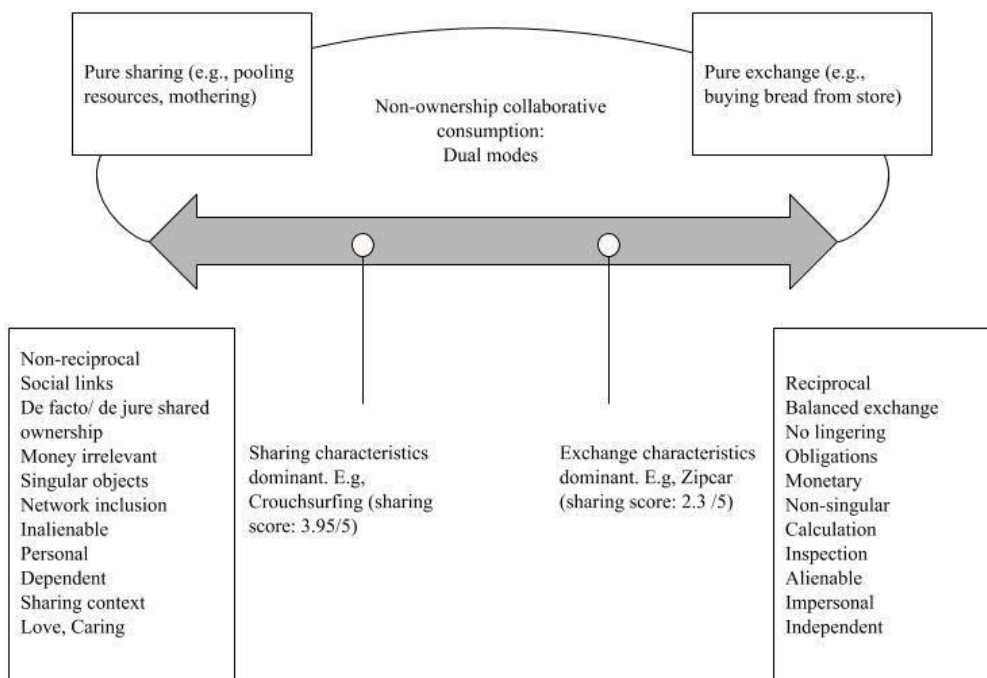 Pure sharing (e.g., pooling
resources, mothering)
Pure exchange (e.g.,
buying bread from store)
Non-ownership collaborative
consumption:
Dual modes
Non-reciprocal
Social links
De facto/ de jure shared
ownership
Money irrelevant
Singular objects
Network inclusion
Inalienable
Personal
Dependent
Sharing context
Love, Caring
Sharing characteristics
dominant. E.g,
Crouchsurfing (sharing
score: 3.95/5)
Exchange characteristics
dominant. E.g, Zipcar
(sharing score: 2.3 /5)
Reciprocal
Balanced exchange
No lingering
Obligations
Monetary
Non-singular
Calculation
Inspection
Alienable
Impersonal
Independent